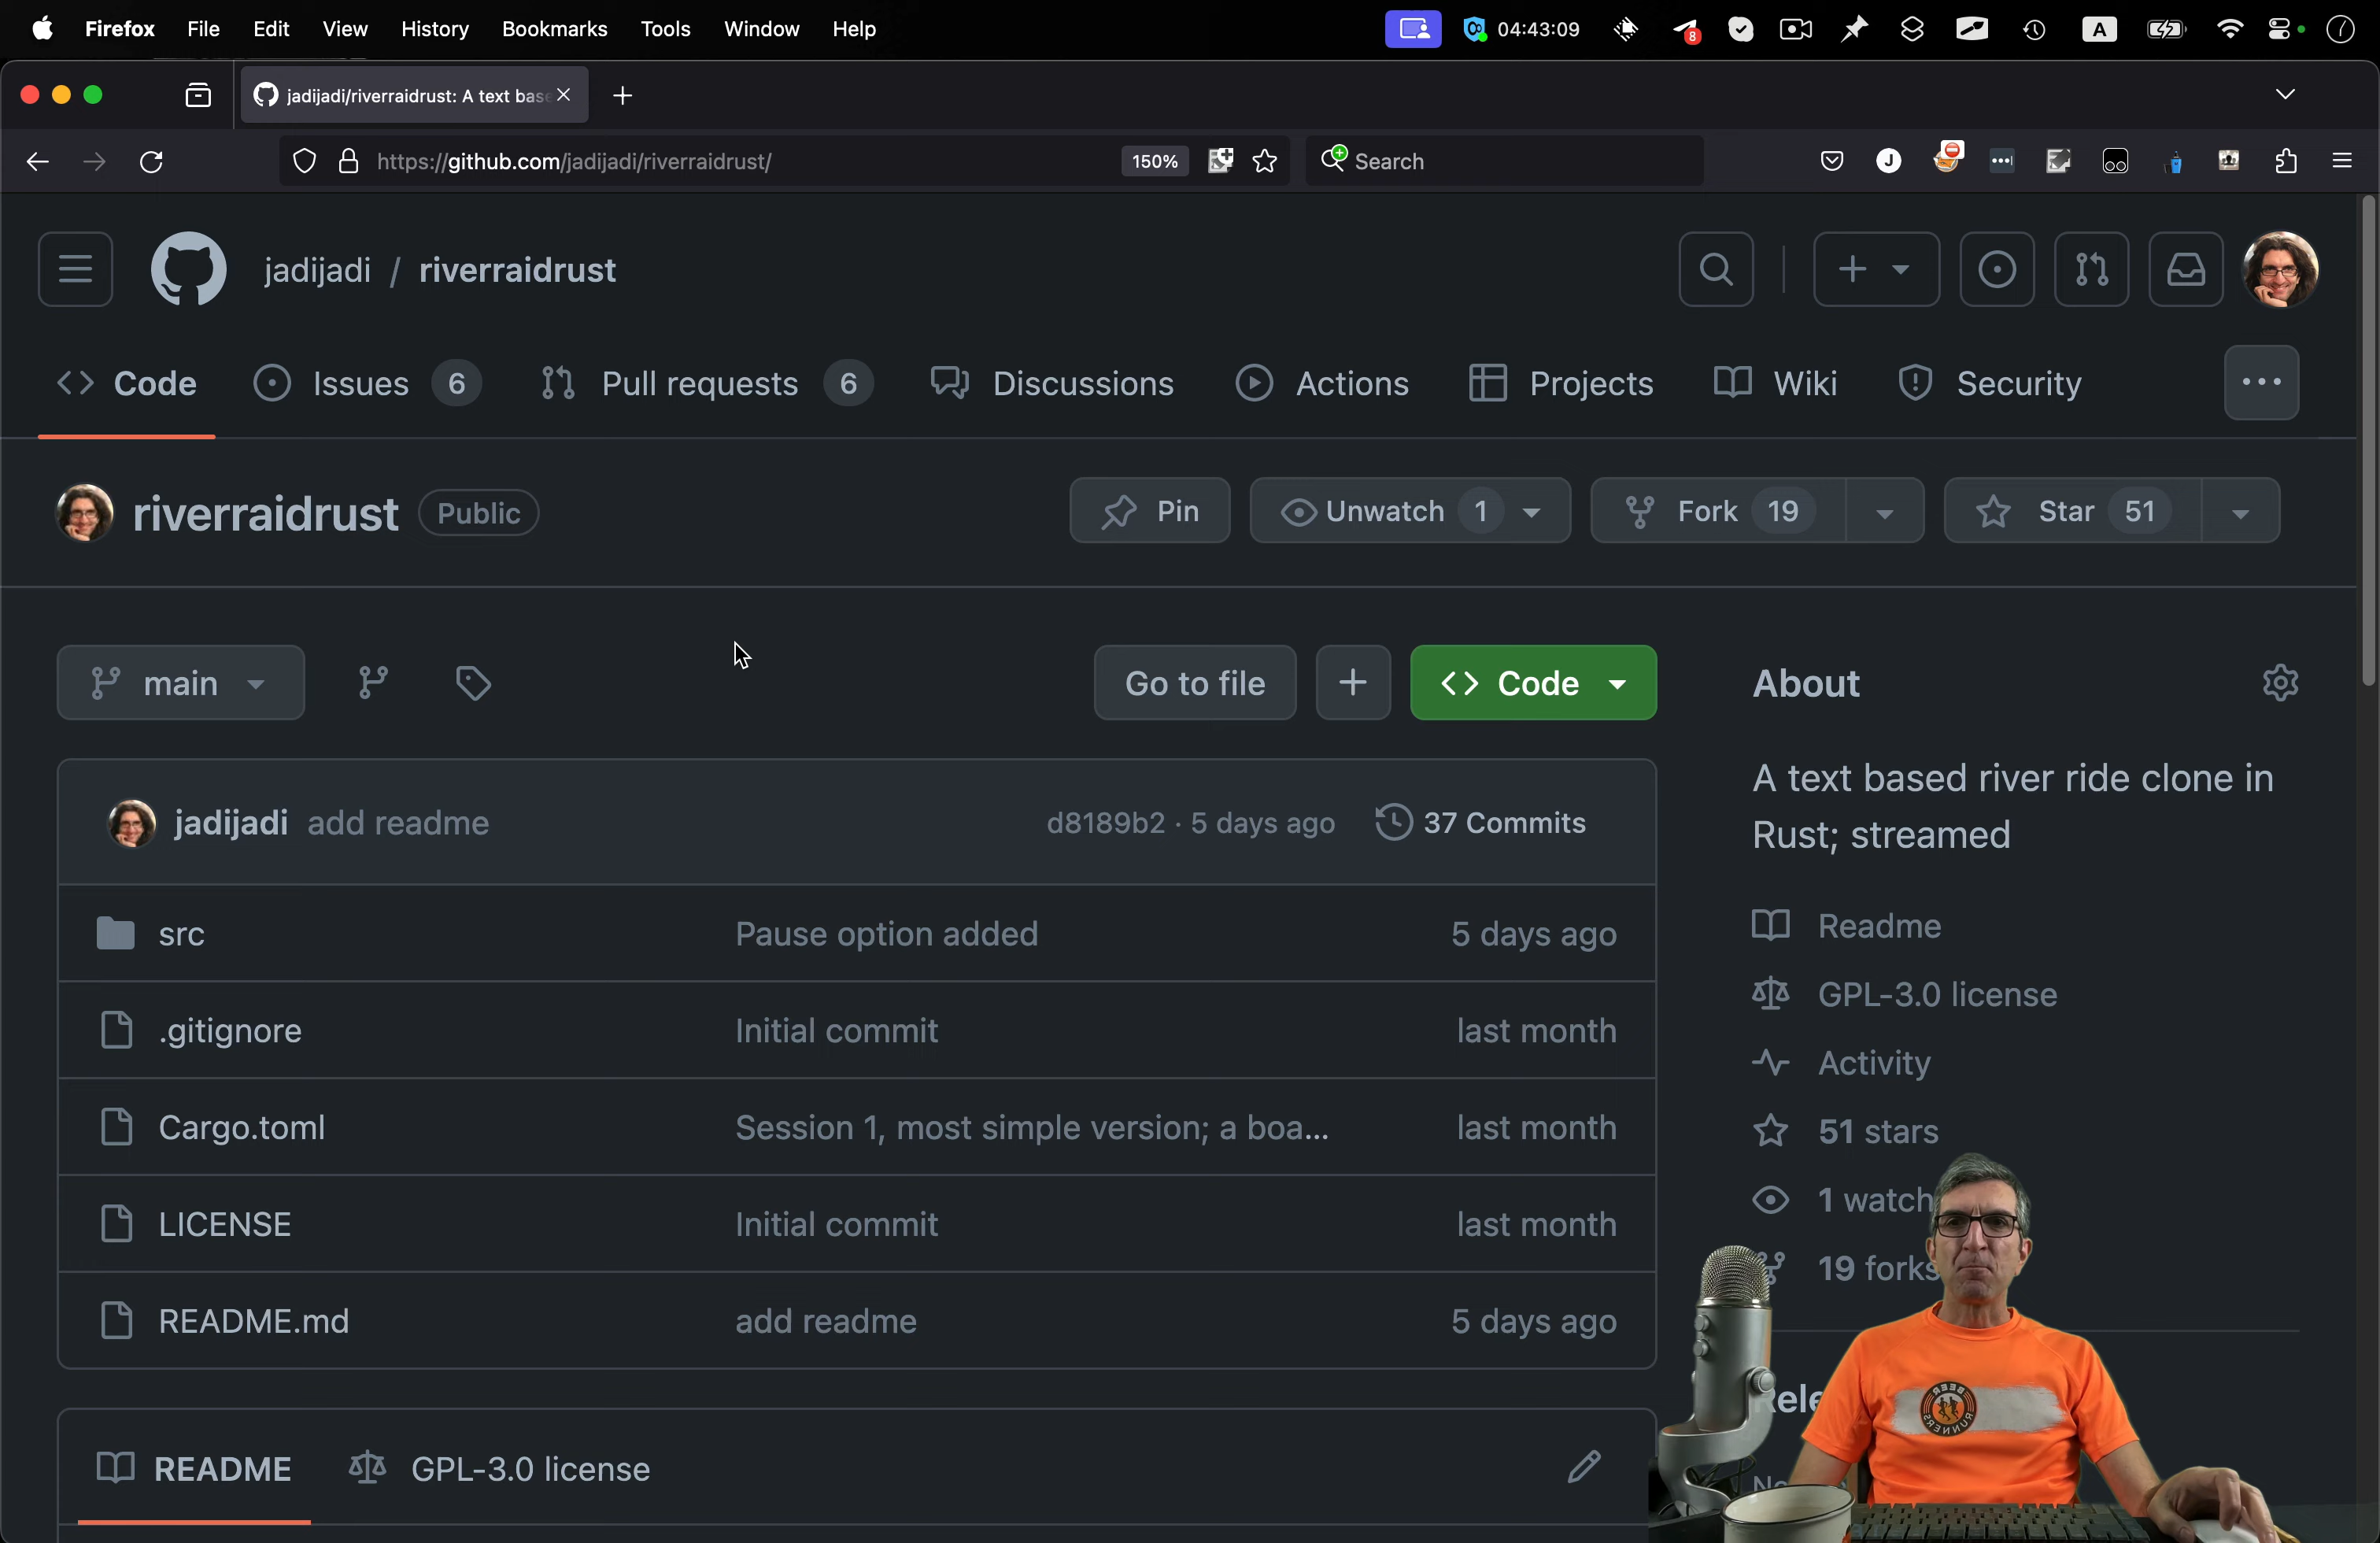 Firefox File Edit View History Bookmarks Tools Window Help 04:43:09 8 A
jadijadi/riverraidrust: A text bas
https://github.com/jadijadi/riverraidrust/ 150% Search J
jadijadi / riverraidrust
Code Issues 6 Pull requests 6 Discussions Actions Projects Wiki Security
riverraidrust Public Pin Unwatch 1 Fork 19 Star 51
main Go to file Code About
A text based river ride clone in
Rust; streamed
jadijadi add readme d8189b2 · 5 days ago 37 Commits
src Pause option added 5 days ago
Readme
.gitignore Initial commit last month
GPL-3.0 license
Activity
Cargo.toml Session 1, most simple version; a boa... last month
51 stars
LICENSE Initial commit last month
1 watch
19 forks
README.md add readme 5 days ago
README GPL-3.0 license